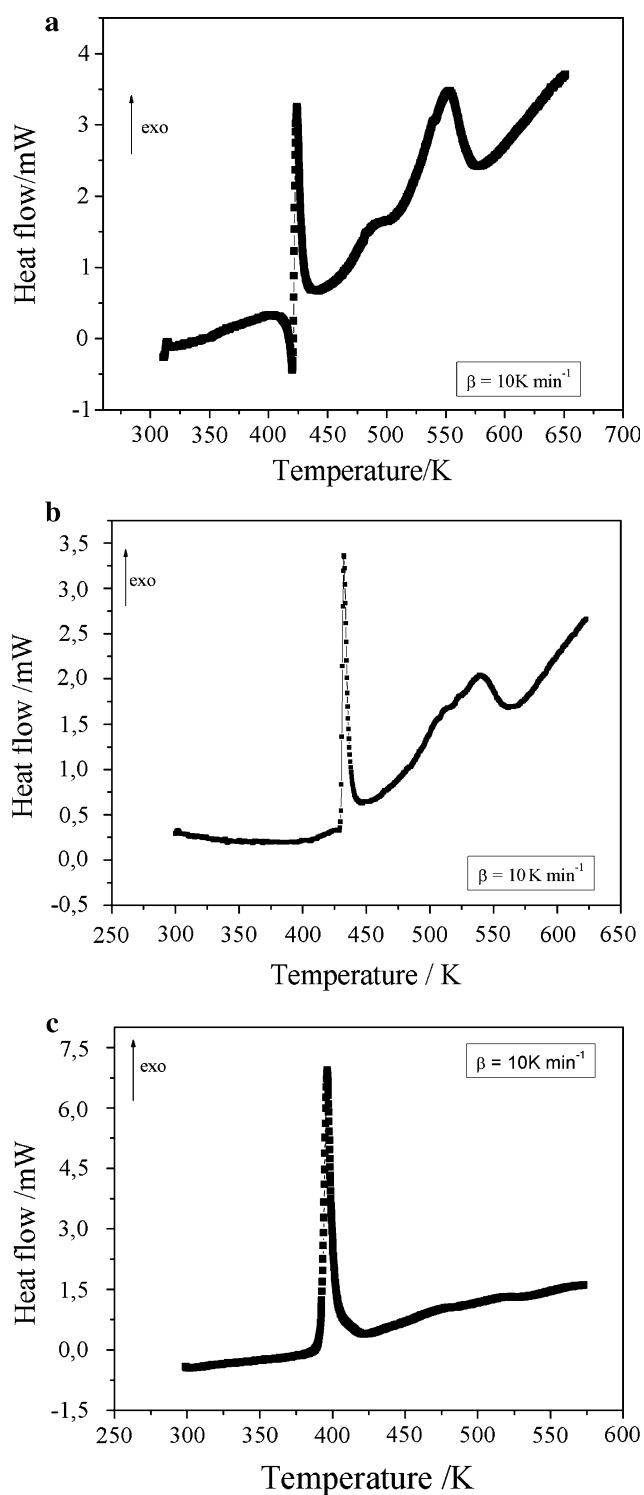 a
4
3
2
1
0
-1
exo
Heat flow/mW
β = 10K min⁻¹
300 350 400 450 500 550 600 650 700
Temperature/K
b
3,5
3,0
2,5
2,0
1,5
1,0
0,5
0,0
-0,5
exo
Heat flow /mW
β = 10 K min⁻¹
250 300 350 400 450 500 550 600 650
Temperature / K
c
7,5
6,0
4,5
3,0
1,5
0,0
-1,5
exo
Heat flow /mW
β = 10K min⁻¹
250 300 350 400 450 500 550 600
Temperature /K